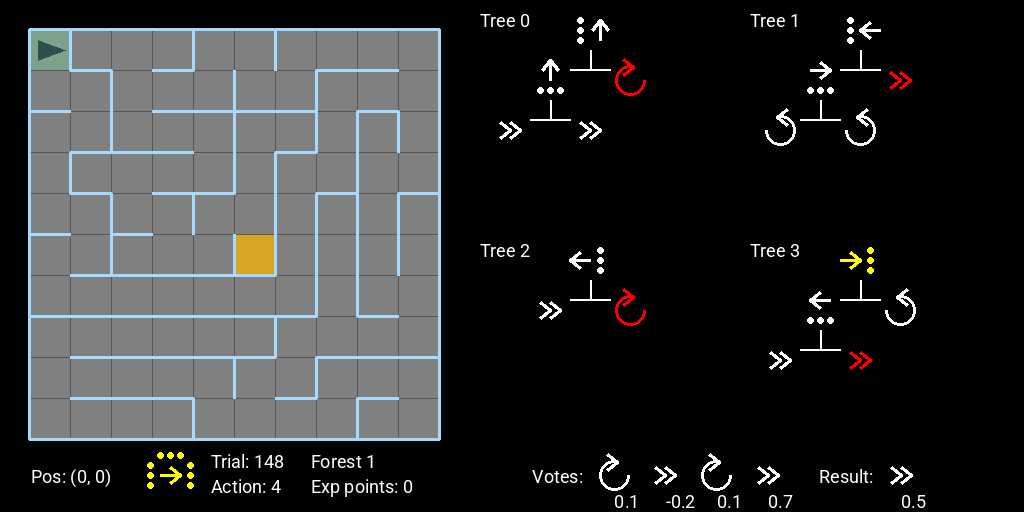 Tree 0
Tree 1
Tree 2
Tree 3
Pos: (0, 0)
Trial: 148
Forest 1
Action: 4
Exp points: 0
Votes:
0.1
-0.2
0.1
0.7
Result:
0.5